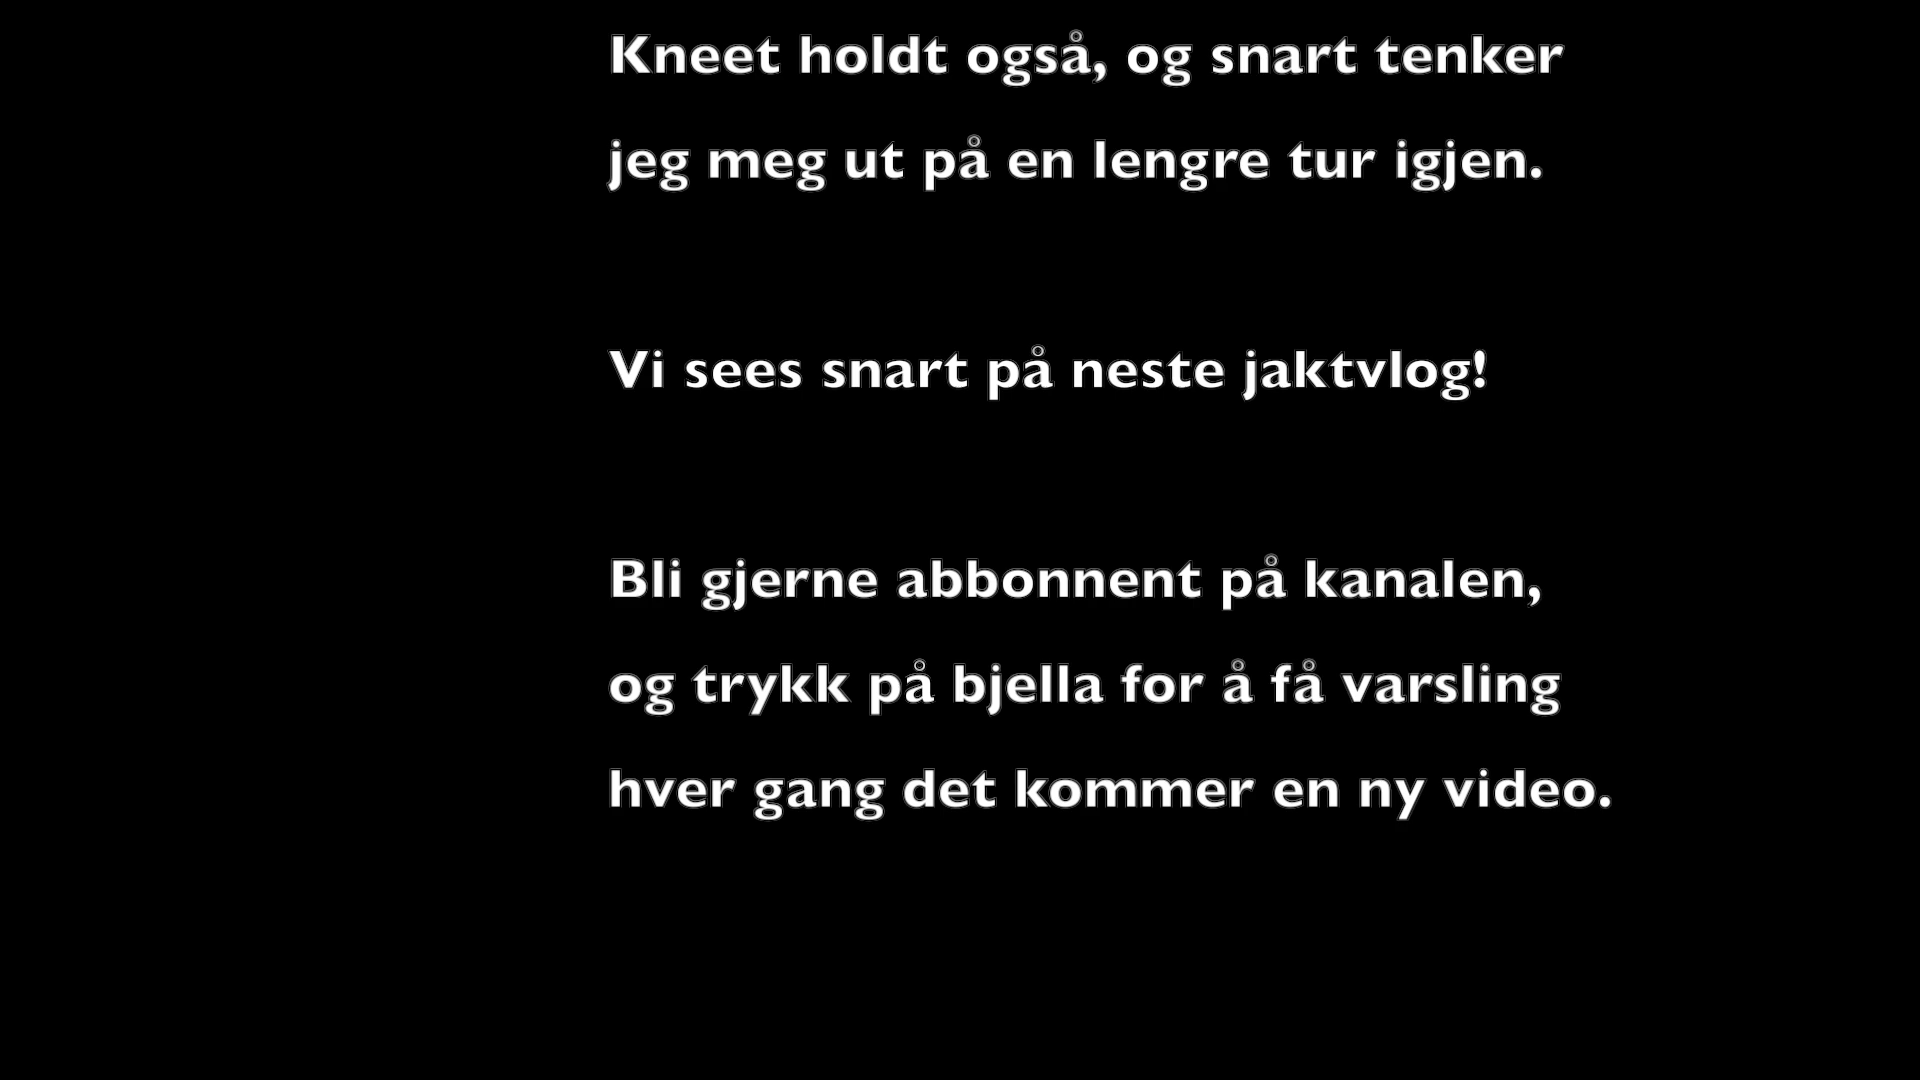 Kneet holdt også, og snart tenker
jeg meg ut på en lengre tur igjen.
Vi sees snart på neste jaktvlog!
Bli gjerne abbonnent på kanalen,
og trykk på bjella for å få varsling
hver gang det kommer en ny video.